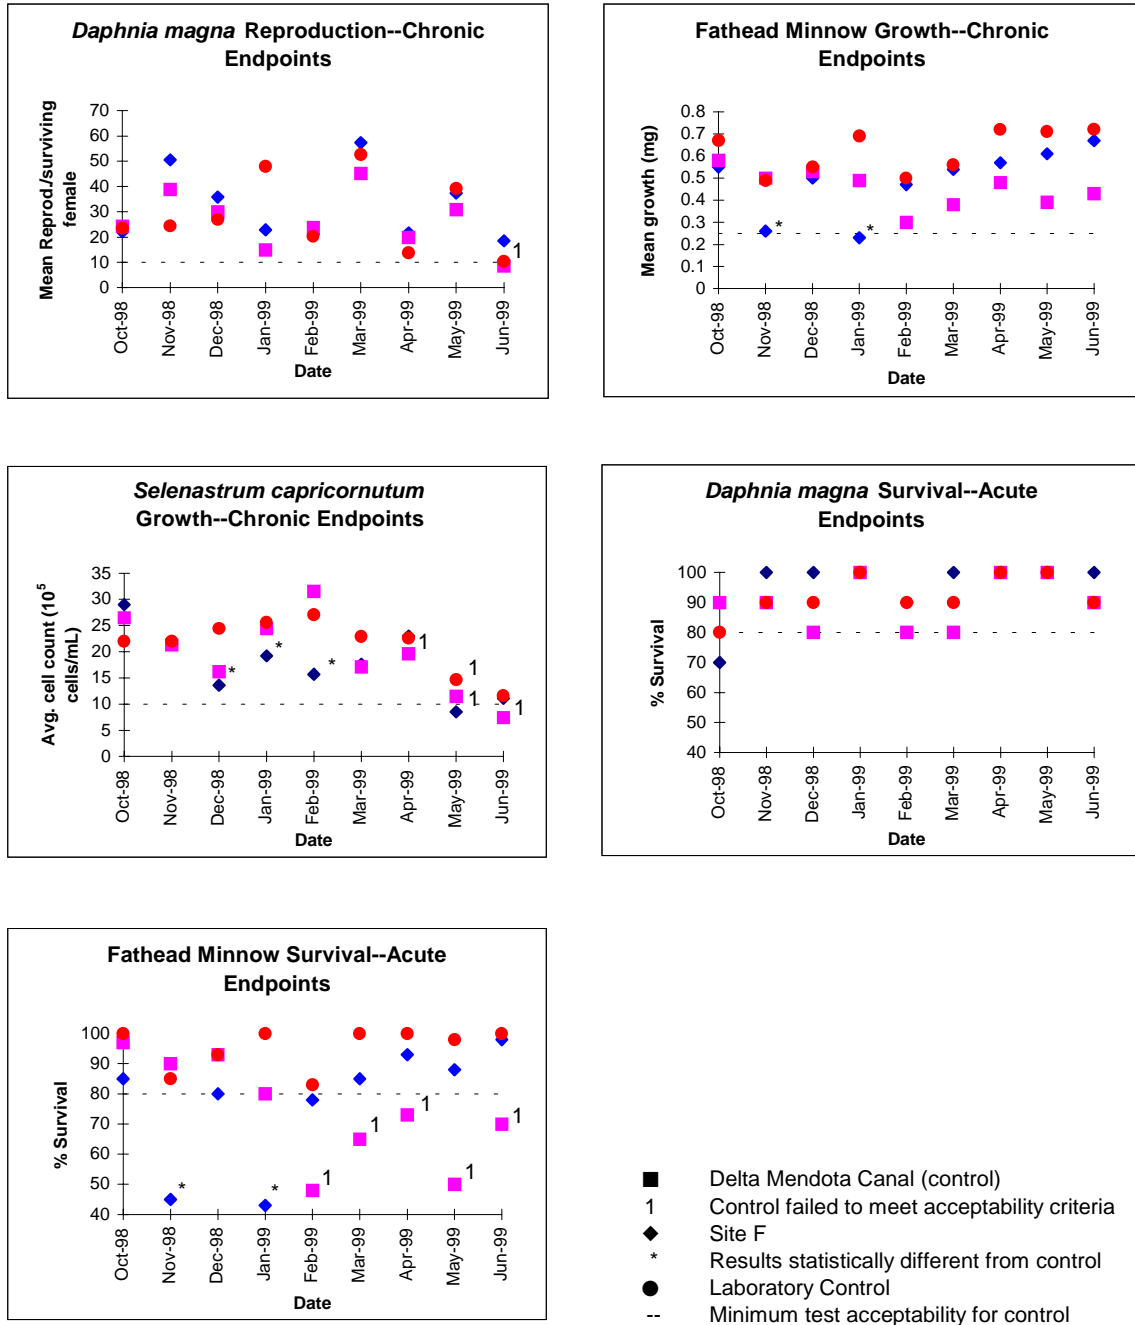 Daphnia magna Reproduction--Chronic
Endpoints
Mean Reprod./surviving
female
70
60
50
40
30
20
10
0
1
Oct-98
Nov-98
Dec-98
Jan-99
Feb-99
Mar-99
Apr-99
May-99
Jun-99
Date
Fathead Minnow Growth--Chronic
Endpoints
Mean growth (mg)
0.8
0.7
0.6
0.5
0.4
0.3
0.2
0.1
0
*
*
Oct-98
Nov-98
Dec-98
Jan-99
Feb-99
Mar-99
Apr-99
May-99
Jun-99
Date
Selenastrum capricornutum
Growth--Chronic Endpoints
Avg. cell count (10⁵
cells/mL)
35
30
25
20
15
10
5
0
*
*
*
1
1
1
1
Oct-98
Nov-98
Dec-98
Jan-99
Feb-99
Mar-99
Apr-99
May-99
Jun-99
Date
Daphnia magna Survival--Acute
Endpoints
% Survival
100
90
80
70
60
50
40
Oct-98
Nov-98
Dec-98
Jan-99
Feb-99
Mar-99
Apr-99
May-99
Jun-99
Date
Fathead Minnow Survival--Acute
Endpoints
% Survival
100
90
80
70
60
50
40
*
*
1
1
1
1
1
Oct-98
Nov-98
Dec-98
Jan-99
Feb-99
Mar-99
Apr-99
May-99
Jun-99
Date
Delta Mendota Canal (control)
1 Control failed to meet acceptability criteria
Site F
* Results statistically different from control
Laboratory Control
-- Minimum test acceptability for control